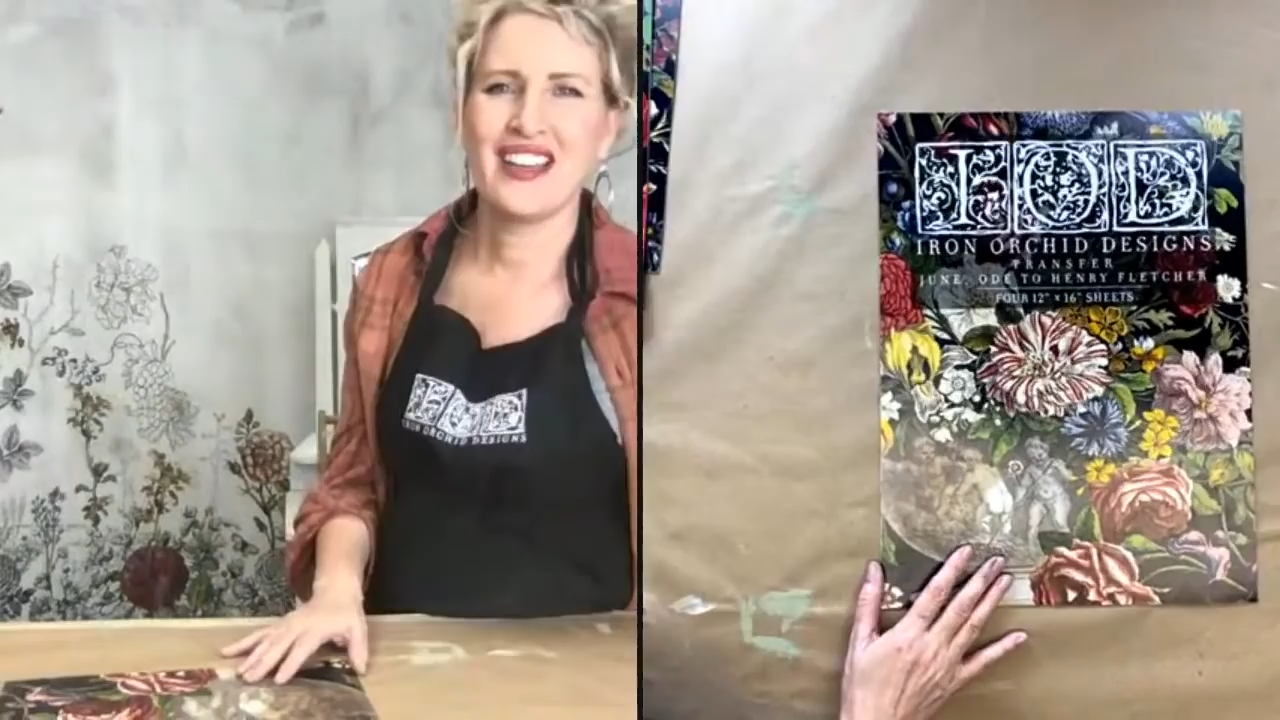 IOD
IRON ORCHID DESIGNS
IOD
IRON ORCHID DESIGNS
TRANSFER
JUNE, ODE TO HENRY FLETCHER
FOUR 12" x 16" SHEETS